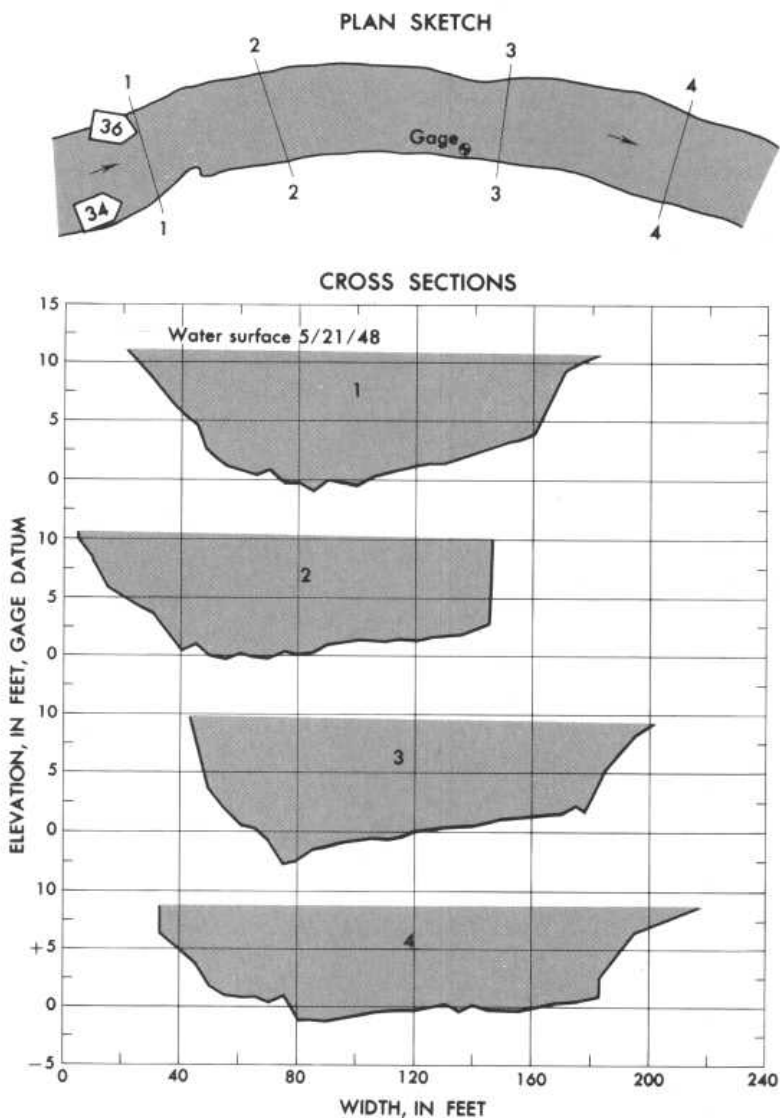 PLAN SKETCH
1 2 3 4
36
34
Gage
1 2 3 4
CROSS SECTIONS
ELEVATION, IN FEET, GAGE DATUM
15
Water surface 5/21/48
10
1
5
0
10
2
5
0
10
3
5
0
10
+5
4
0
-5
0 40 80 120 160 200 240
WIDTH, IN FEET